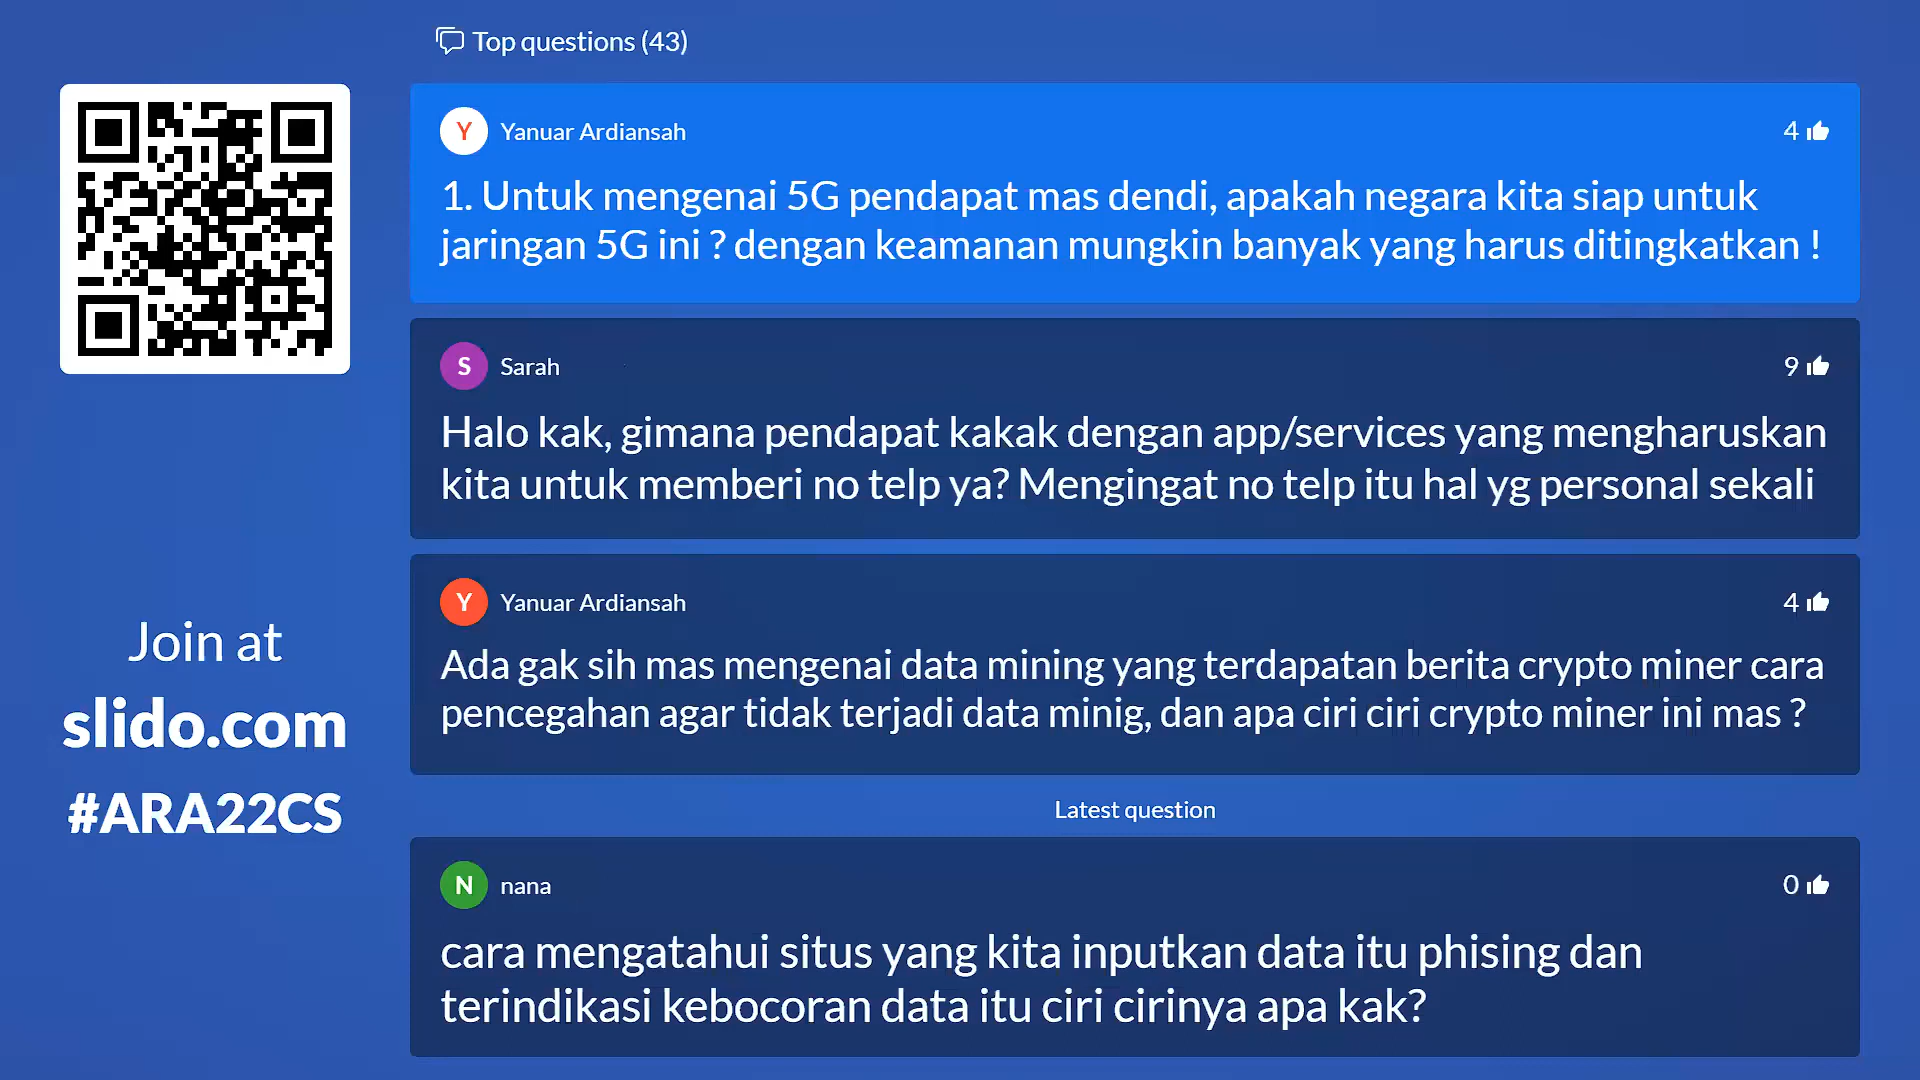 Top questions (43)
Y Yanuar Ardiansah 4
1. Untuk mengenai 5G pendapat mas dendi, apakah negara kita siap untuk
jaringan 5G ini ? dengan keamanan mungkin banyak yang harus ditingkatkan !
S Sarah 9
Halo kak, gimana pendapat kakak dengan app/services yang mengharuskan
kita untuk memberi no telp ya? Mengingat no telp itu hal yg personal sekali
Y Yanuar Ardiansah 4
Ada gak sih mas mengenai data mining yang terdapatan berita crypto miner cara
pencegahan agar tidak terjadi data minig, dan apa ciri ciri crypto miner ini mas ?
Latest question
N nana 0
cara mengatahui situs yang kita inputkan data itu phising dan
terindikasi kebocoran data itu ciri cirinya apa kak?
Join at
slido.com
#ARA22CS